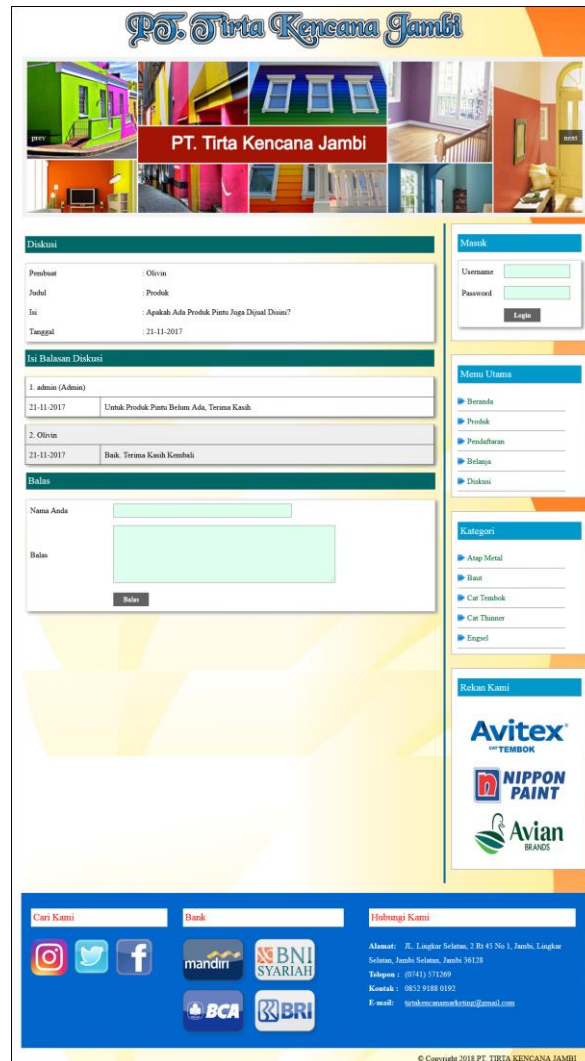 PT. Tirta Kencana Jambi
prev
PT. Tirta Kencana Jambi
next
Diskusi
Pembuat : Olivin
Judul : Produk
Isi : Apakah Ada Produk Pintu Juga Dijual Disini?
Tanggal : 21-11-2017
Isi Balasan Diskusi
1. admin (Admin)
21-11-2017 Untuk Produk Pintu Belum Ada, Terima Kasih
2. Olivin
21-11-2017 Baik. Terima Kasih Kembali
Balas
Nama Anda
Balas
Balas
Masuk
Username
Password
Login
Menu Utama
Beranda
Produk
Pendaftaran
Belanja
Diskusi
Kategori
Atap Metal
Baut
Cat Tembok
Cat Thinner
Engsel
Rekan Kami
Avitex
CAT TEMBOK
NIPPON
PAINT
Avian
BRANDS
Cari Kami
Bank
mandiri
BNI
SYARIAH
BCA
BRI
Hubungi Kami
Alamat: JL. Lingkar Selatan, 2 Rt 45 No 1, Jambi, Lingkar
Selatan, Jambi Selatan, Jambi 36128
Telepon : (0741) 571269
Kontak : 0852 9188 0192
E-mail: tirtakencanamarketing@gmail.com
© Copyright 2018 PT. TIRTA KENCANA JAMBI